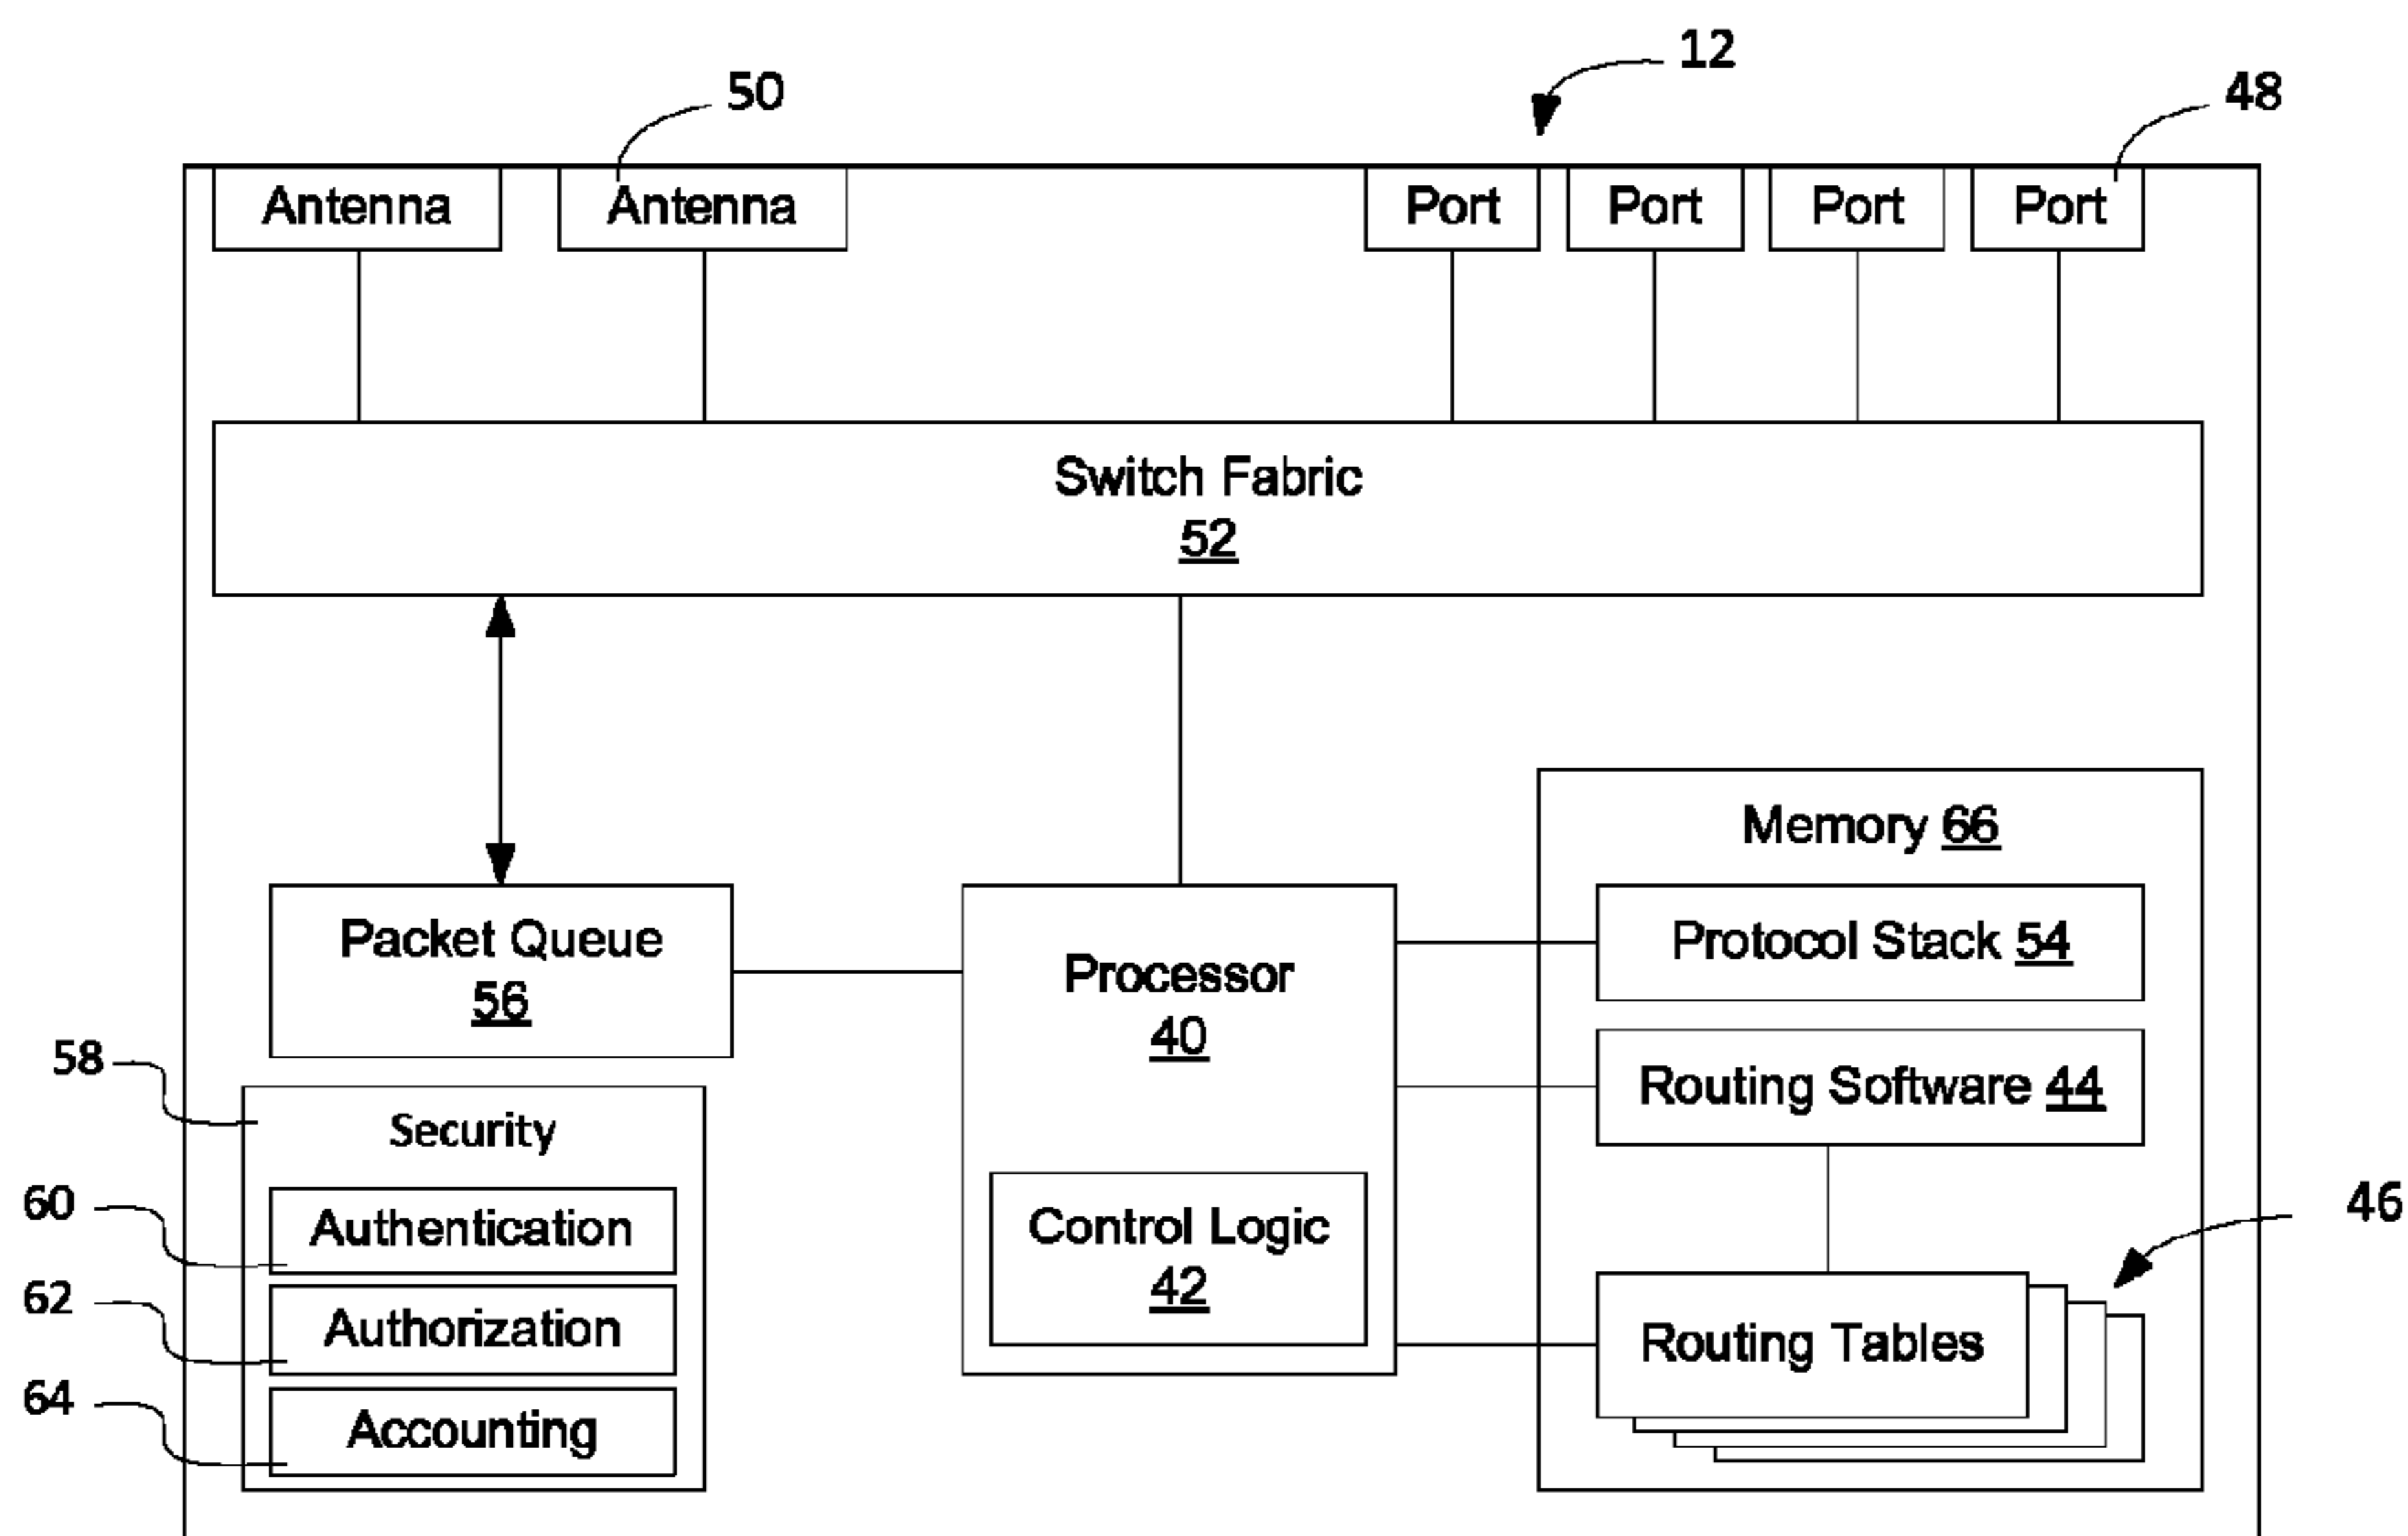 12
50
48
Antenna
Antenna
Port
Port
Port
Port
Switch Fabric
52
Memory 66
Packet Queue
56
Processor
40
Protocol Stack 54
Routing Software 44
58
Security
60
Authentication
62
Authorization
64
Accounting
Control Logic
42
46
Routing Tables